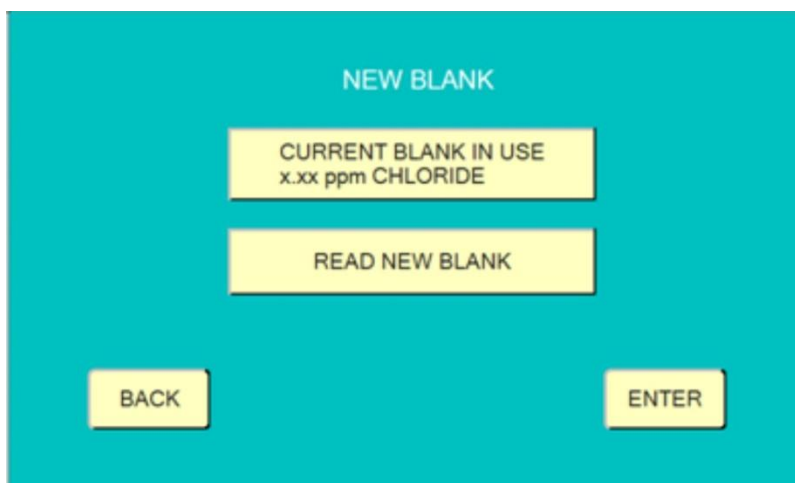 NEW BLANK
CURRENT BLANK IN USE
x.xx ppm CHLORIDE
READ NEW BLANK
BACK
ENTER